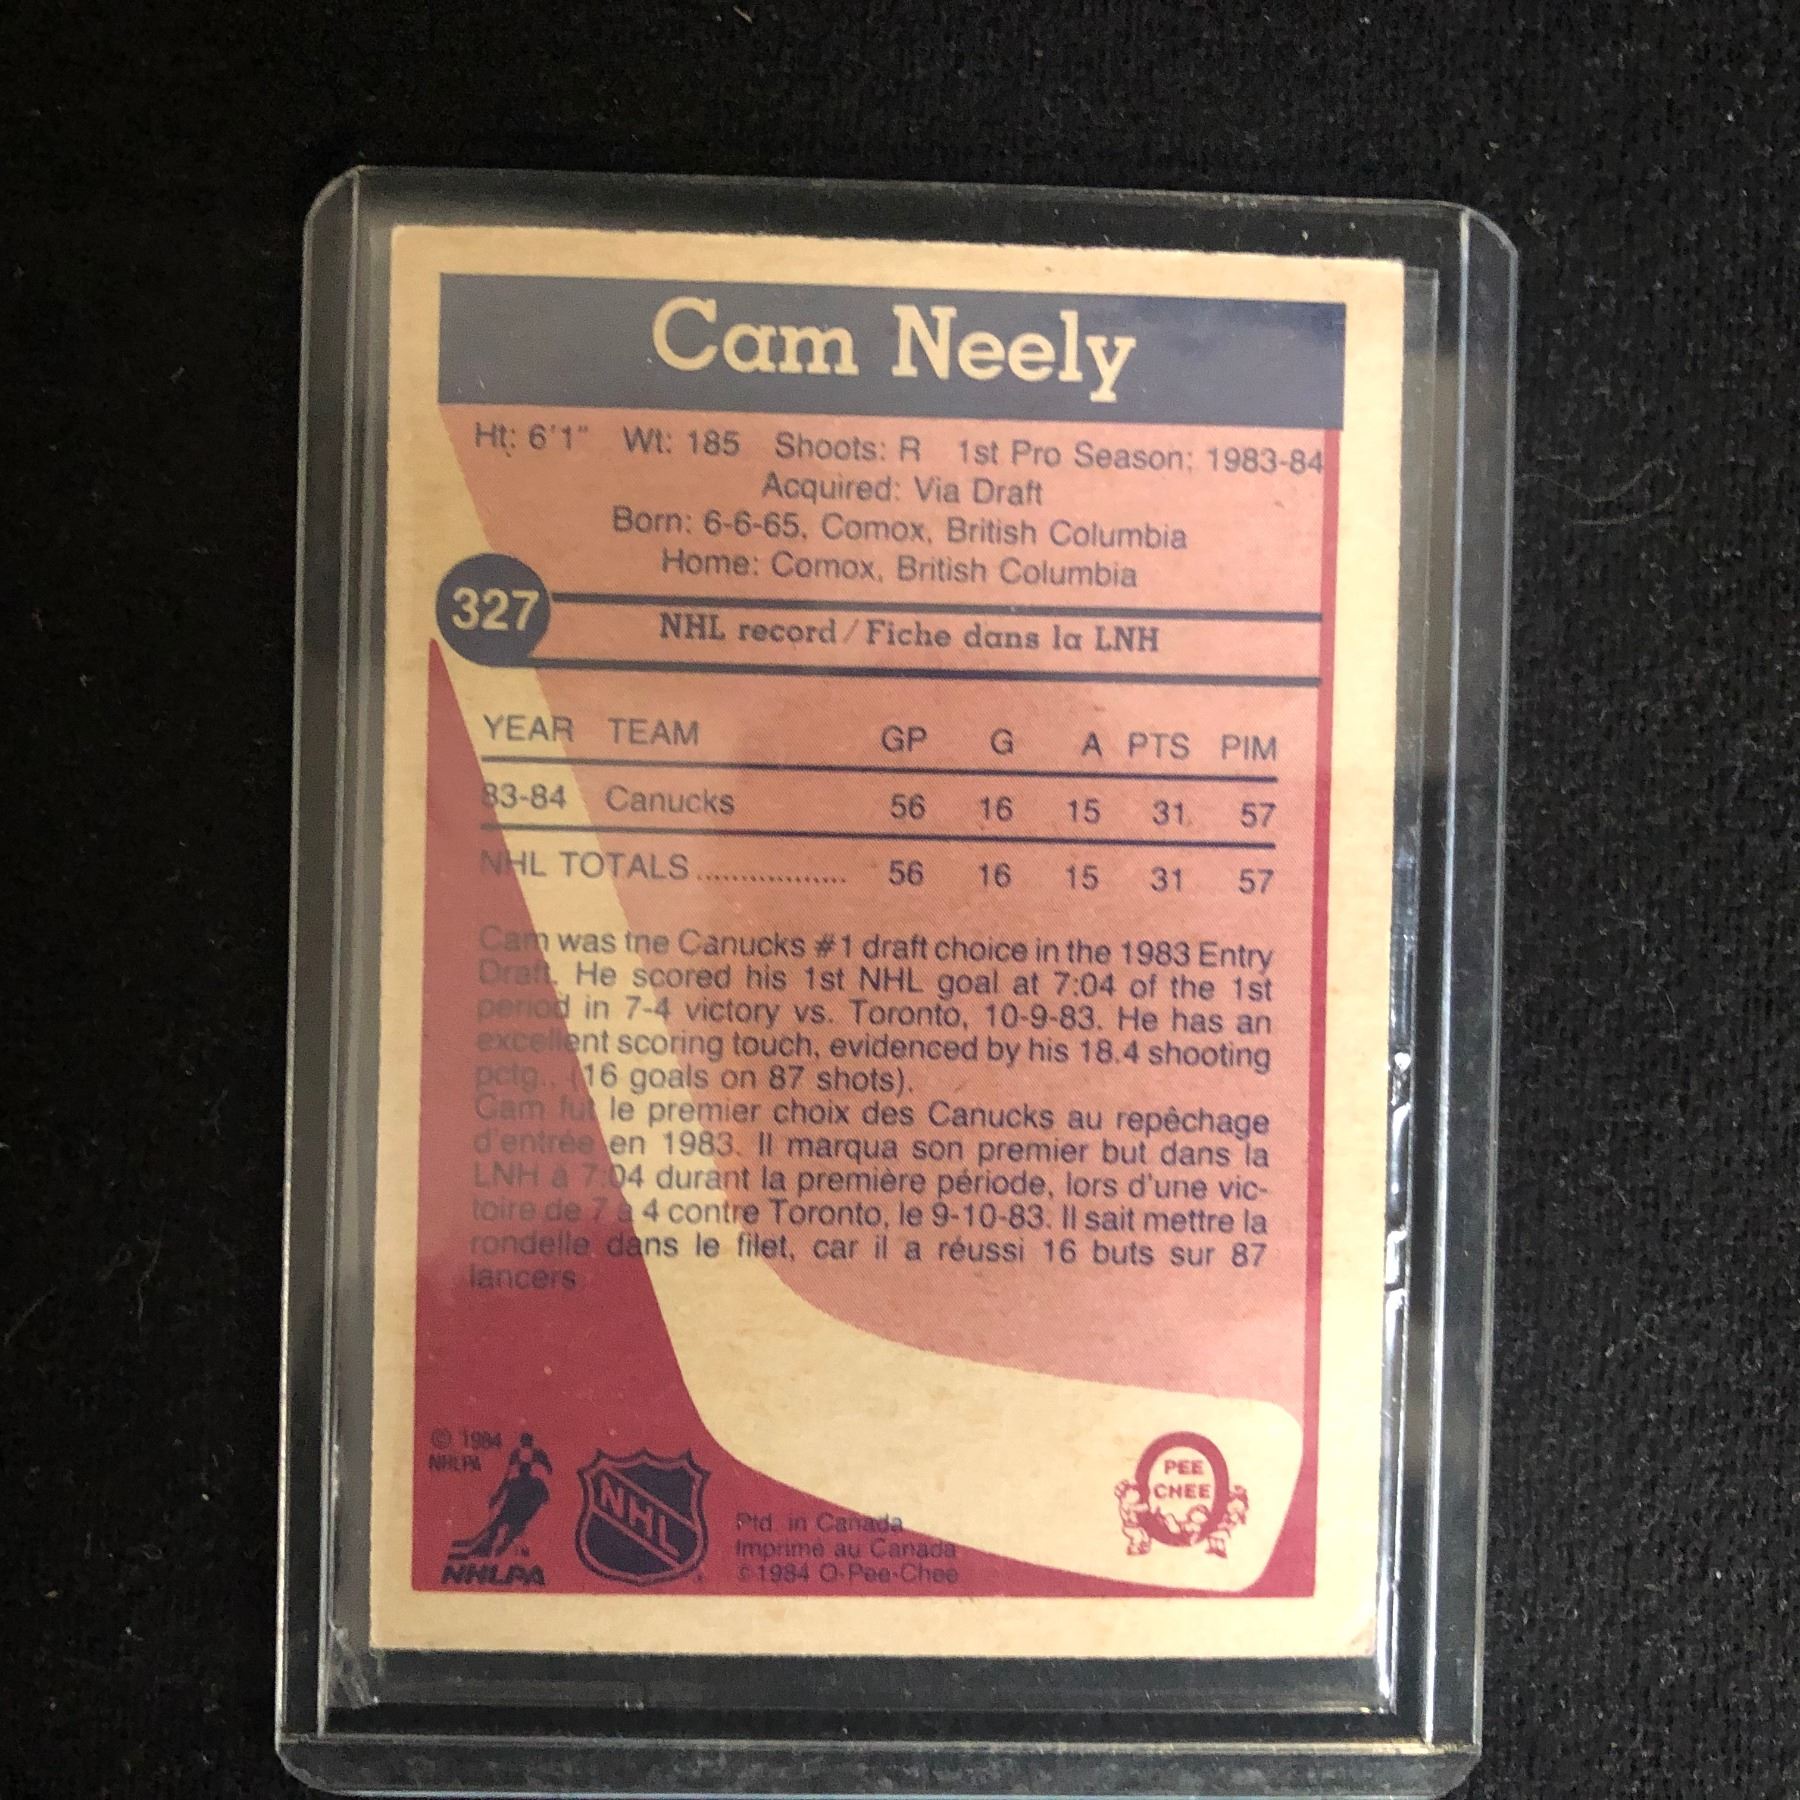 Cam Neely
Ht: 6'1" Wt: 185 Shoots: R 1st Pro Season: 1983-84
Acquired: Via Draft
Born: 6-6-65, Comox, British Columbia
Home: Comox, British Columbia
327
NHL record/Fiche dans la LNH
YEAR TEAM GP G A PTS PIM
83-84 Canucks 56 16 15 31 57
NHL TOTALS................. 56 16 15 31 57
Cam was the Canucks #1 draft choice in the 1983 Entry
Draft. He scored his 1st NHL goal at 7:04 of the 1st
period in 7-4 victory vs. Toronto, 10-9-83. He has an
excellent scoring touch, evidenced by his 18.4 shooting
pctg., (16 goals on 87 shots).
Cam fut le premier choix des Canucks au repêchage
d'entrée en 1983. Il marqua son premier but dans la
LNH à 7:04 durant la première période, lors d'une vic-
toire de 7 à 4 contre Toronto, le 9-10-83. Il sait mettre la
rondelle dans le filet, car il a réussi 16 buts sur 87
lancers
© 1984
NHLPA
NHLPA
NHL
Ptd. in Canada
Imprimé au Canada
©1984 O-Pee-Chee
O
PEE
CHEE